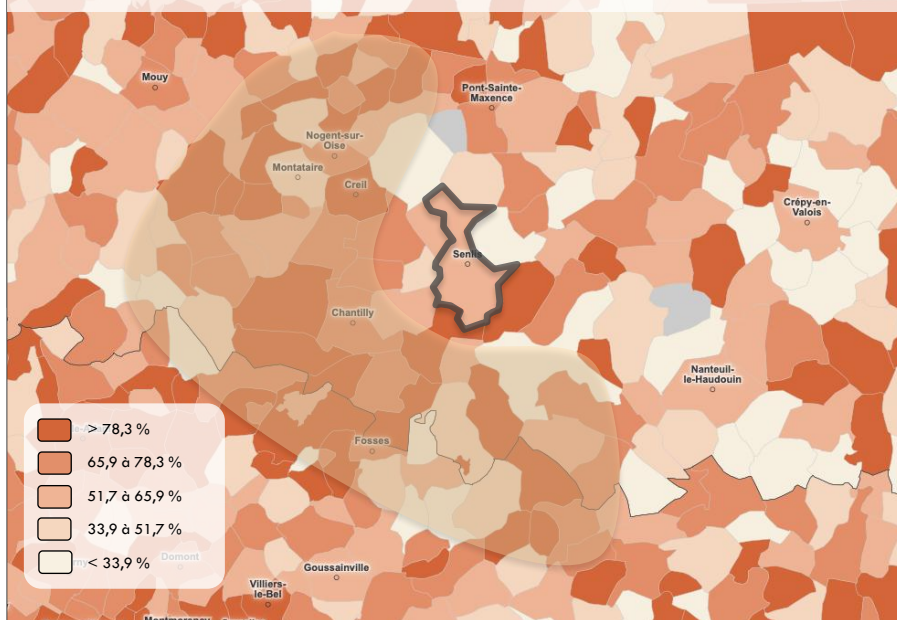 Mouy
Pont-Sainte-
Maxence
Nogent-sur-
Oise
Montataire
Creil
Crépy-en-
Valois
Senlis
Chantilly
Nanteuil-
le-Haudouin
Fosses
> 78,3 %
65,9 à 78,3 %
51,7 à 65,9 %
33,9 à 51,7 %
< 33,9 %
Domont
Goussainville
Villiers-
le-Bel
Montmorency